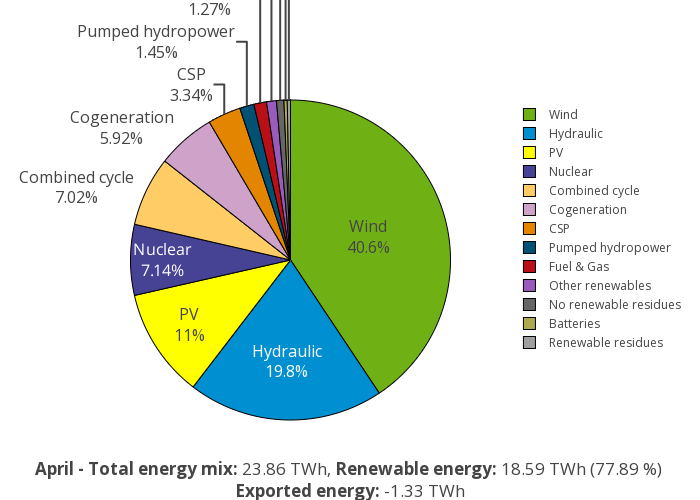 1.27%
Pumped hydropower
1.45%
CSP
3.34%
Cogeneration
5.92%
Combined cycle
7.02%
Nuclear
7.14%
PV
11%
Hydraulic
19.8%
Wind
40.6%
Wind
Hydraulic
PV
Nuclear
Combined cycle
Cogeneration
CSP
Pumped hydropower
Fuel & Gas
Other renewables
No renewable residues
Batteries
Renewable residues
April - Total energy mix: 23.86 TWh, Renewable energy: 18.59 TWh (77.89 %)
Exported energy: -1.33 TWh